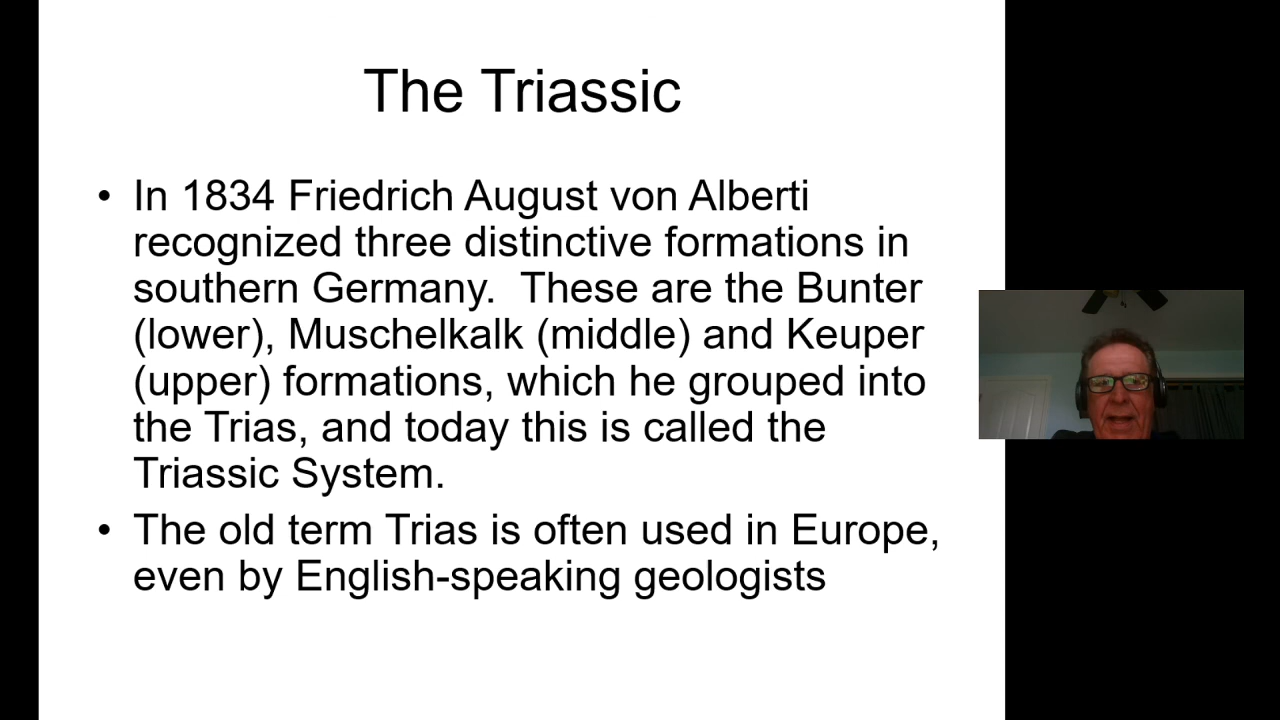 The Triassic
• In 1834 Friedrich August von Alberti
recognized three distinctive formations in
southern Germany.  These are the Bunter
(lower), Muschelkalk (middle) and Keuper
(upper) formations, which he grouped into
the Trias, and today this is called the
Triassic System.
• The old term Trias is often used in Europe,
even by English-speaking geologists